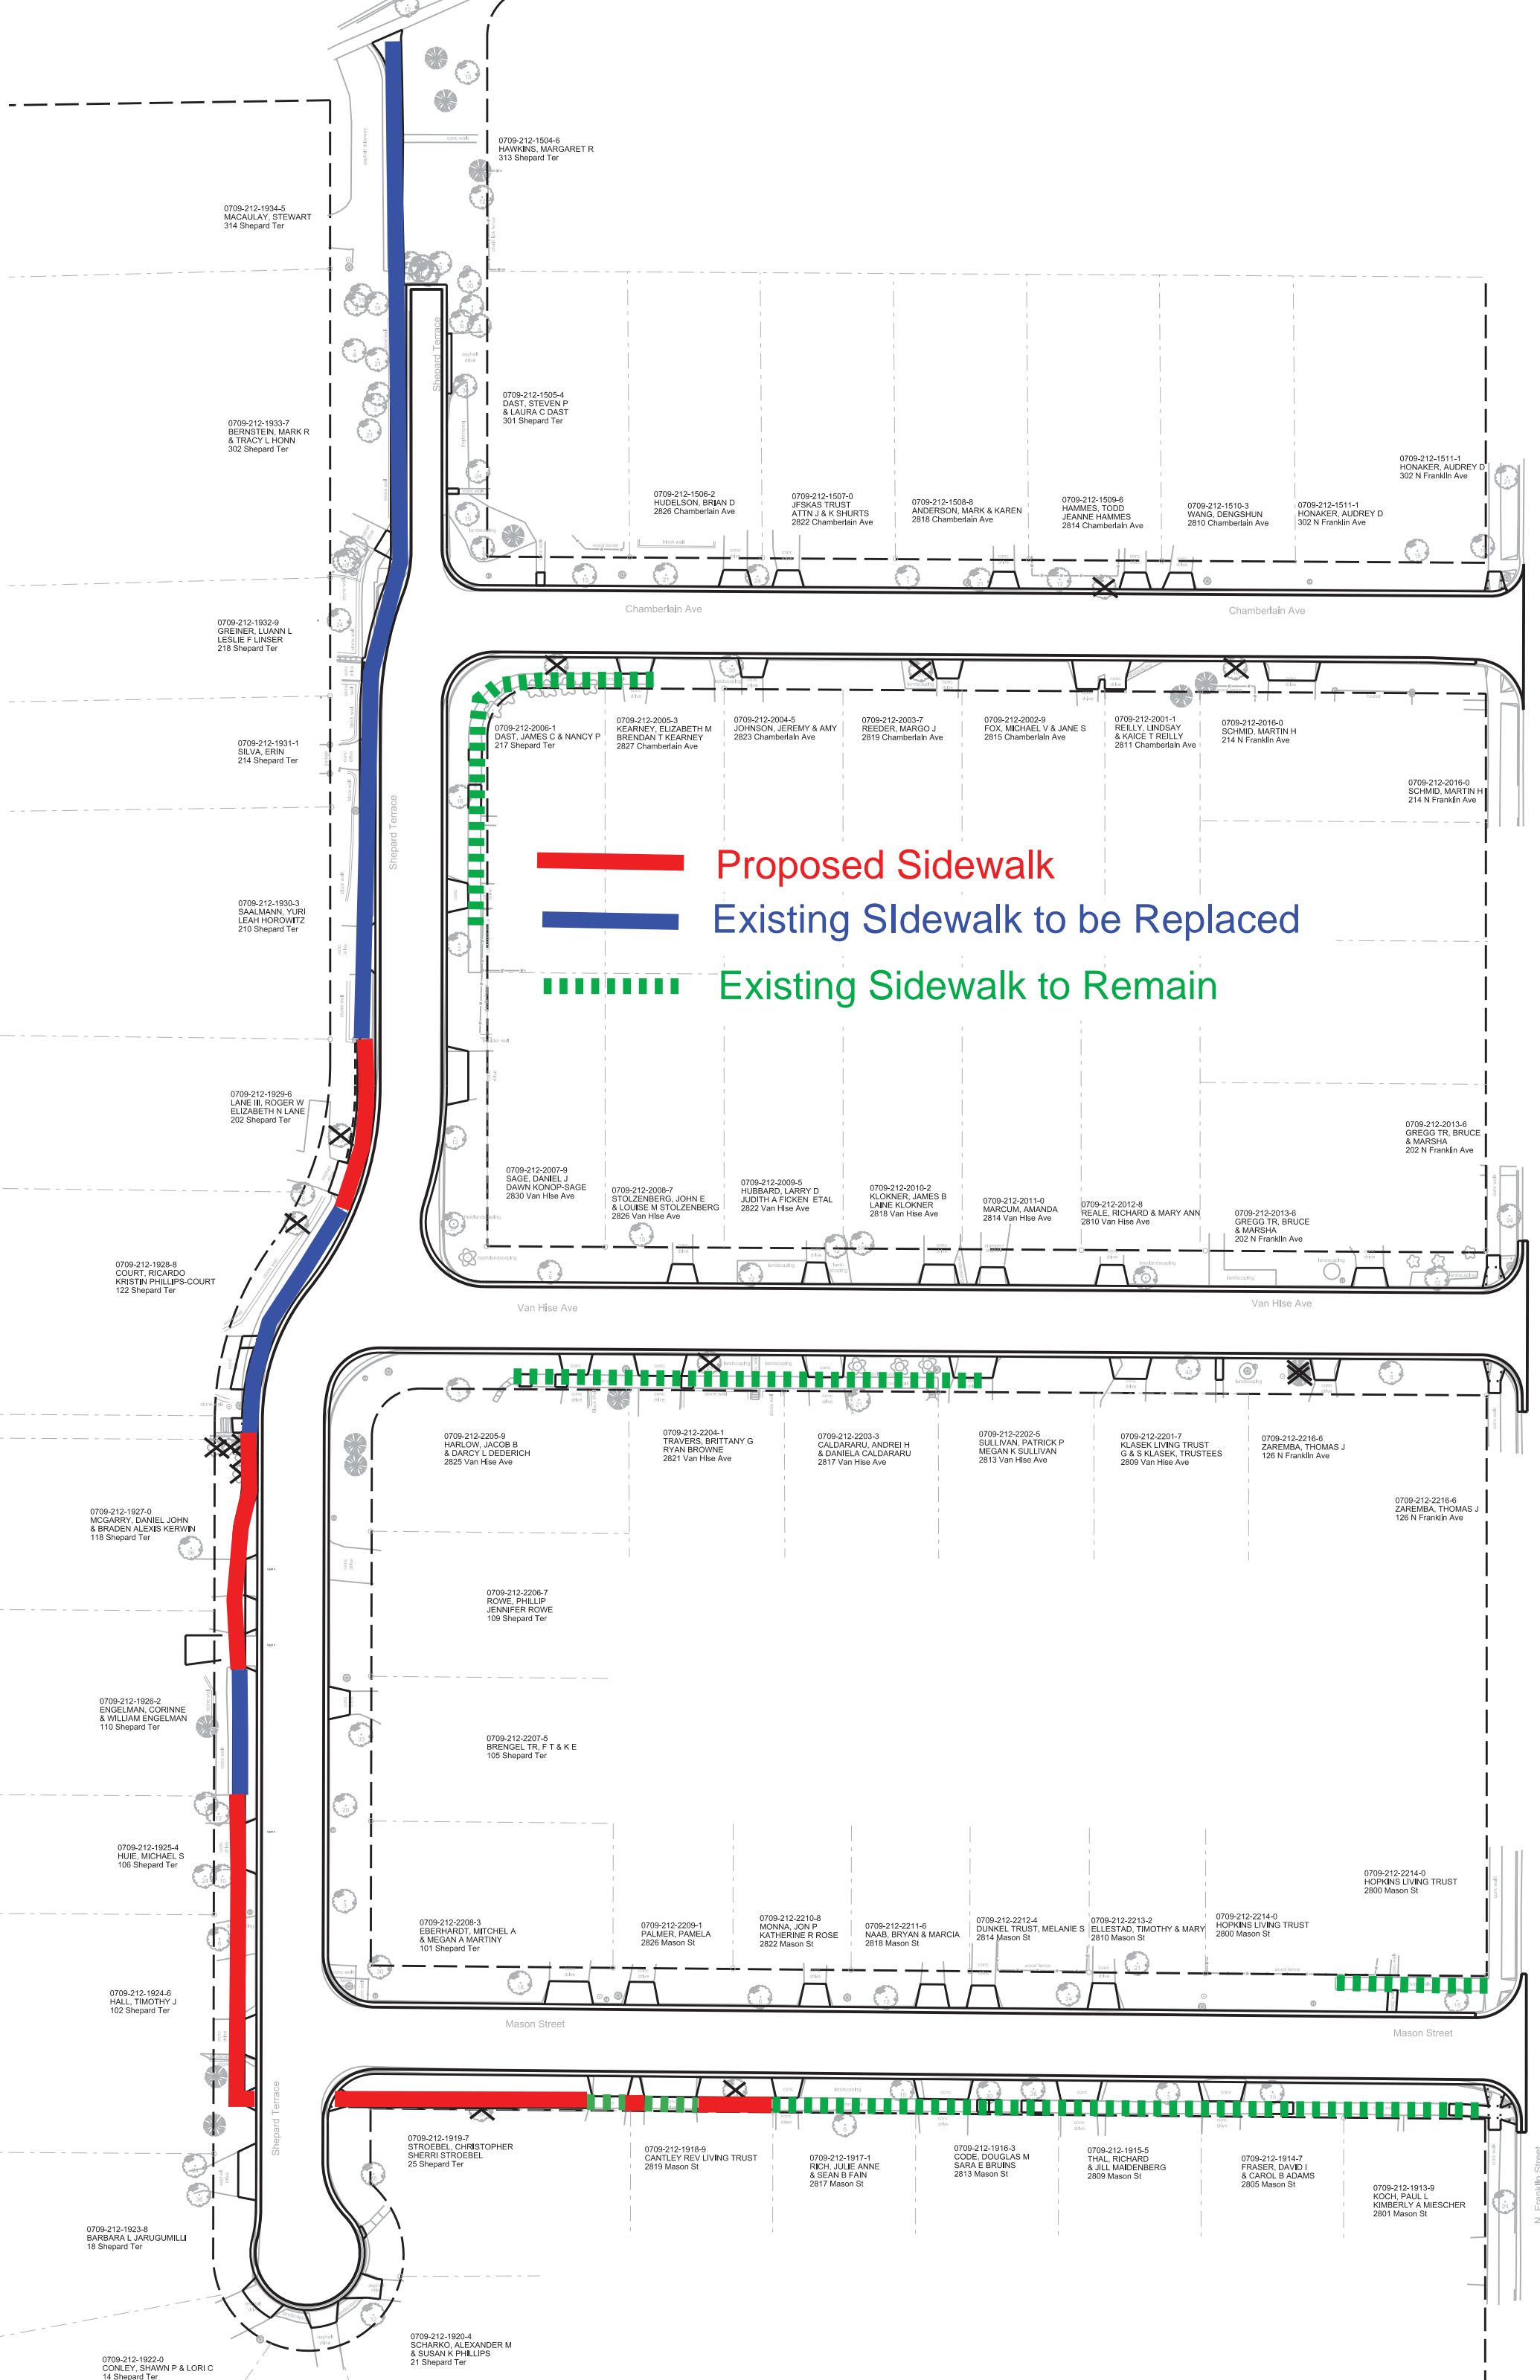 0709-212-1504-6
HAWKINS, MARGARET R
313 Shepard Ter
0709-212-1934-5
MACAULAY, STEWART
314 Shepard Ter
Shepard Terrace
0709-212-1505-4
DAST, STEVEN P
& LAURA C DAST
301 Shepard Ter
0709-212-1933-7
BERNSTEIN, MARK R
& TRACY L HONN
302 Shepard Ter
0709-212-1506-2
HUDELSON, BRIAN D
2826 Chamberlain Ave
0709-212-1507-0
JFSKAS TRUST
ATTN J & K SHURTS
2822 Chamberlain Ave
0709-212-1508-8
ANDERSON, MARK & KAREN
2818 Chamberlain Ave
0709-212-1509-6
HAMMES, TODD
JEANNE HAMMES
2814 Chamberlain Ave
0709-212-1510-3
WANG, DENGSHUN
2810 Chamberlain Ave
0709-212-1511-1
HONAKER, AUDREY D
302 N Franklin Ave
0709-212-1511-1
HONAKER, AUDREY D
302 N Franklin Ave
Chamberlain Ave
Chamberlain Ave
0709-212-1932-9
GREINER, LUANN L
LESLIE F LINSER
218 Shepard Ter
0709-212-1931-1
SILVA, ERIN
214 Shepard Ter
0709-212-2006-1
DAST, JAMES C & NANCY P
217 Shepard Ter
0709-212-2005-3
KEARNEY, ELIZABETH M
BRENDAN T KEARNEY
2827 Chamberlain Ave
0709-212-2004-5
JOHNSON, JEREMY & AMY
2823 Chamberlain Ave
0709-212-2003-7
REEDER, MARGO J
2819 Chamberlain Ave
0709-212-2002-9
FOX, MICHAEL V & JANE S
2815 Chamberlain Ave
0709-212-2001-1
REILLY, LINDSAY
& KAICE T REILLY
2811 Chamberlain Ave
0709-212-2016-0
SCHMID, MARTIN H
214 N Franklin Ave
0709-212-2016-0
SCHMID, MARTIN H
214 N Franklin Ave
Shepard Terrace
Proposed Sidewalk
Existing SIdewalk to be Replaced
Existing Sidewalk to Remain
0709-212-1930-3
SAALMANN, YURI
LEAH HOROWITZ
210 Shepard Ter
0709-212-1929-6
LANE III, ROGER W
ELIZABETH N LANE
202 Shepard Ter
0709-212-2007-9
SAGE, DANIEL J
DAWN KONOP-SAGE
2830 Van Hise Ave
0709-212-2008-7
STOLZENBERG, JOHN E
& LOUISE M STOLZENBERG
2826 Van Hise Ave
0709-212-2009-5
HUBBARD, LARRY D
JUDITH A FICKEN ETAL
2822 Van Hise Ave
0709-212-2010-2
KLOKNER, JAMES B
LAINE KLOKNER
2818 Van Hise Ave
0709-212-2011-0
MARCUM, AMANDA
2814 Van Hise Ave
0709-212-2012-8
REALE, RICHARD & MARY ANN
2810 Van Hise Ave
0709-212-2013-6
GREGG TR, BRUCE
& MARSHA
202 N Franklin Ave
0709-212-2013-6
GREGG TR, BRUCE
& MARSHA
202 N Franklin Ave
0709-212-1928-8
COURT, RICARDO
KRISTIN PHILLIPS-COURT
122 Shepard Ter
Van Hise Ave
Van Hise Ave
0709-212-2205-9
HARLOW, JACOB B
& DARCY L DEDERICH
2825 Van Hise Ave
0709-212-2204-1
TRAVERS, BRITTANY G
RYAN BROWNE
2821 Van Hise Ave
0709-212-2203-3
CALDARARU, ANDREI H
& DANIELA CALDARARU
2817 Van Hise Ave
0709-212-2202-5
SULLIVAN, PATRICK P
MEGAN K SULLIVAN
2813 Van Hise Ave
0709-212-2201-7
KLASEK LIVING TRUST
G & S KLASEK, TRUSTEES
2809 Van Hise Ave
0709-212-2216-6
ZAREMBA, THOMAS J
126 N Franklin Ave
0709-212-2216-6
ZAREMBA, THOMAS J
126 N Franklin Ave
0709-212-1927-0
MCGARRY, DANIEL JOHN
& BRADEN ALEXIS KERWIN
118 Shepard Ter
0709-212-2206-7
ROWE, PHILLIP
JENNIFER ROWE
109 Shepard Ter
0709-212-1926-2
ENGELMAN, CORINNE
& WILLIAM ENGELMAN
110 Shepard Ter
0709-212-2207-5
BRENGEL TR, F T & K E
105 Shepard Ter
0709-212-1925-4
HUIE, MICHAEL S
106 Shepard Ter
0709-212-2208-3
EBERHARDT, MITCHEL A
& MEGAN A MARTINY
101 Shepard Ter
0709-212-2209-1
PALMER, PAMELA
2826 Mason St
0709-212-2210-8
MONNA, JON P
KATHERINE R ROSE
2822 Mason St
0709-212-2211-6
NAAB, BRYAN & MARCIA
2818 Mason St
0709-212-2212-4
DUNKEL TRUST, MELANIE S
2814 Mason St
0709-212-2213-2
ELLESTAD, TIMOTHY & MARY
2810 Mason St
0709-212-2214-0
HOPKINS LIVING TRUST
2800 Mason St
0709-212-2214-0
HOPKINS LIVING TRUST
2800 Mason St
0709-212-1924-6
HALL, TIMOTHY J
102 Shepard Ter
Mason Street
Mason Street
Shepard Terrace
0709-212-1919-7
STROEBEL, CHRISTOPHER
SHERRI STROEBEL
25 Shepard Ter
0709-212-1918-9
CANTLEY REV LIVING TRUST
2819 Mason St
0709-212-1917-1
RICH, JULIE ANNE
& SEAN B FAIN
2817 Mason St
0709-212-1916-3
CODE, DOUGLAS M
SARA E BRUINS
2813 Mason St
0709-212-1915-5
THAL, RICHARD
& JILL MAIDENBERG
2809 Mason St
0709-212-1914-7
FRASER, DAVID I
& CAROL B ADAMS
2805 Mason St
0709-212-1913-9
KOCH, PAUL L
KIMBERLY A MIESCHER
2801 Mason St
N. Franklin Street
0709-212-1923-8
BARBARA L JARUGUMILLI
18 Shepard Ter
0709-212-1920-4
SCHARKO, ALEXANDER M
& SUSAN K PHILLIPS
21 Shepard Ter
0709-212-1922-0
CONLEY, SHAWN P & LORI C
14 Shepard Ter